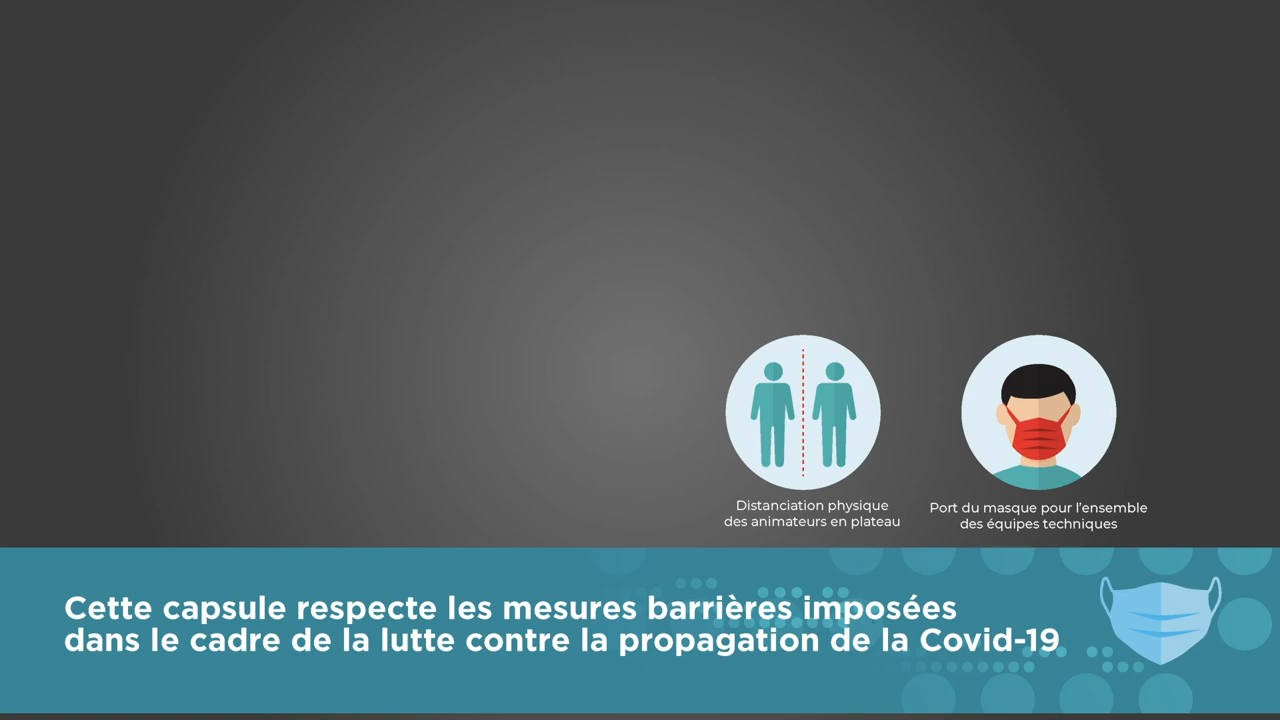 Distanciation physique
des animateurs en plateau
Port du masque pour l'ensemble
des équipes techniques
Cette capsule respecte les mesures barrières imposées
dans le cadre de la lutte contre la propagation de la Covid-19